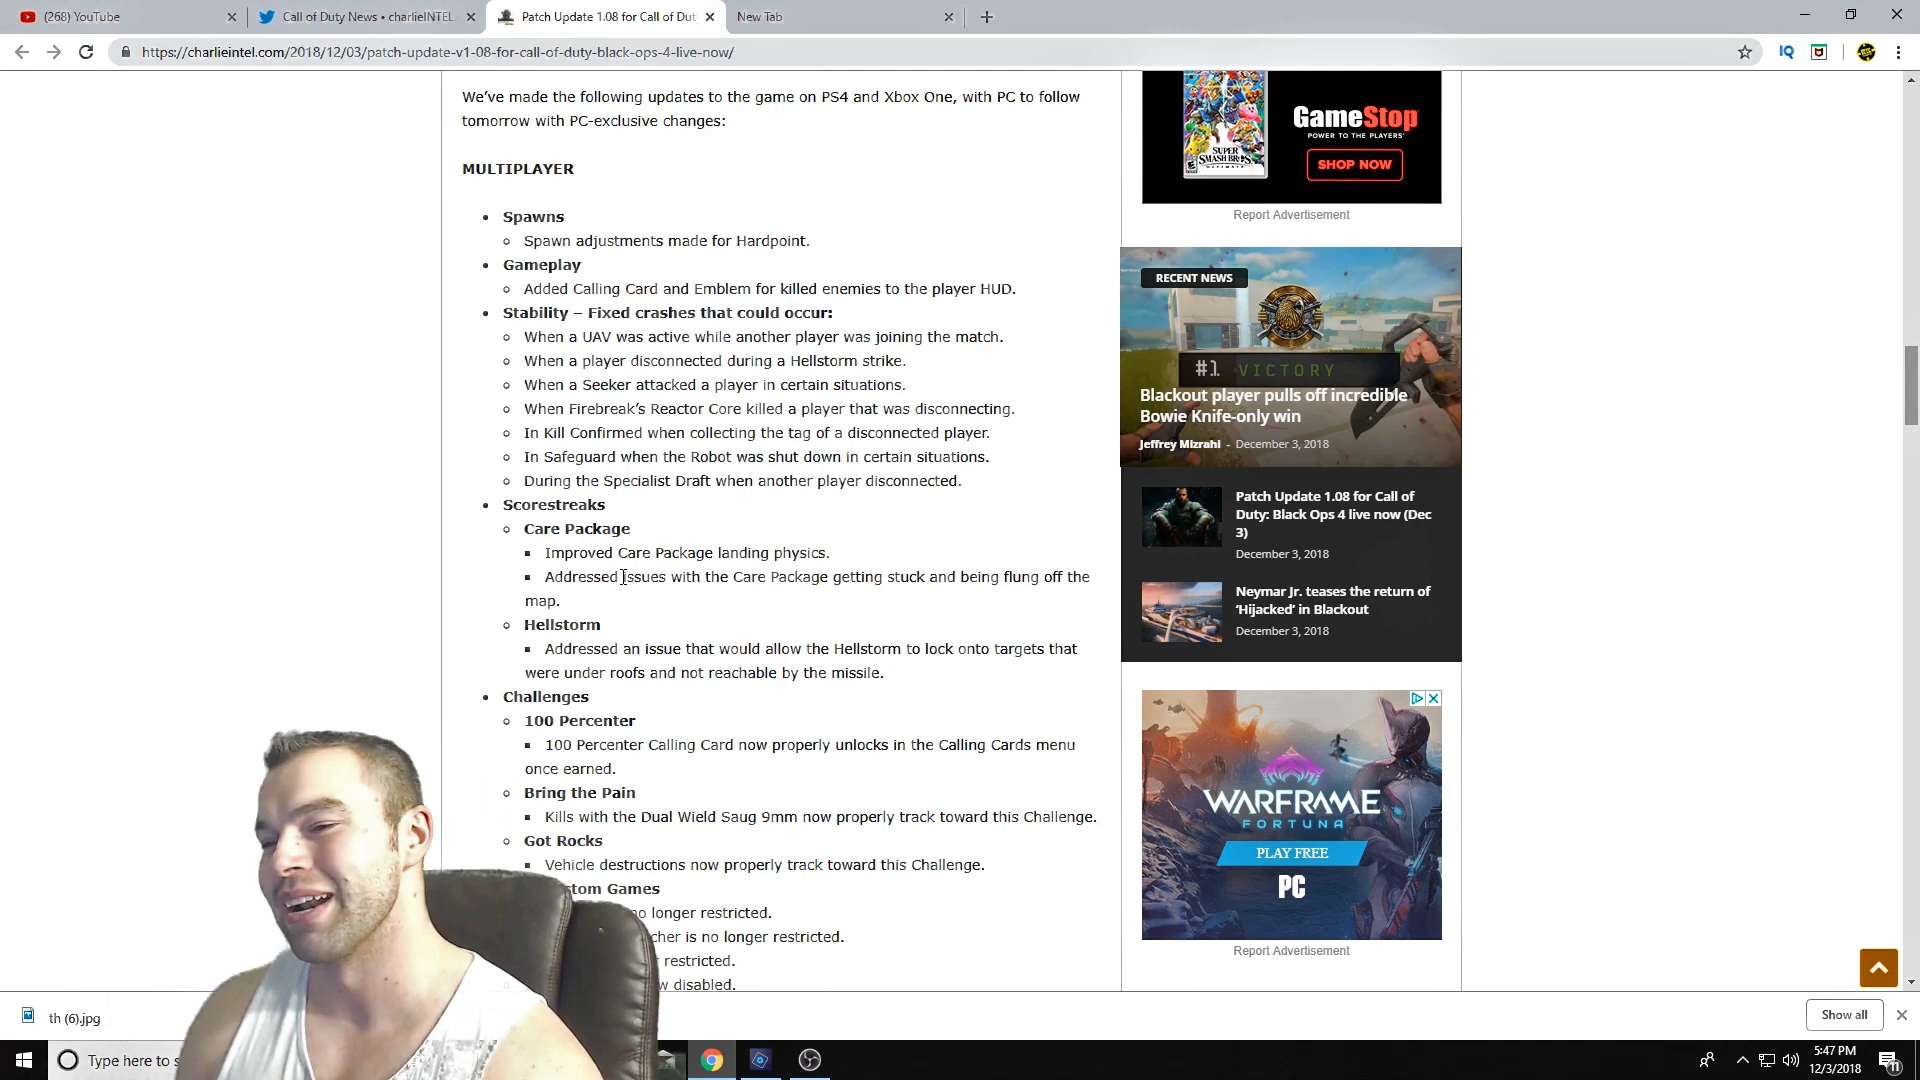 (268) YouTube
Call of Duty News • charlieINTEL
Patch Update 1.08 for Call of Du
New Tab
https://charlieintel.com/2018/12/03/patch-update-v1-08-for-call-of-duty-black-ops-4-live-now/
IQ
We've made the following updates to the game on PS4 and Xbox One, with PC to follow
tomorrow with PC-exclusive changes:
MULTIPLAYER
Spawns
Spawn adjustments made for Hardpoint.
Gameplay
Added Calling Card and Emblem for killed enemies to the player HUD.
Stability – Fixed crashes that could occur:
When a UAV was active while another player was joining the match.
When a player disconnected during a Hellstorm strike.
When a Seeker attacked a player in certain situations.
When Firebreak's Reactor Core killed a player that was disconnecting.
In Kill Confirmed when collecting the tag of a disconnected player.
In Safeguard when the Robot was shut down in certain situations.
During the Specialist Draft when another player disconnected.
Scorestreaks
Care Package
Improved Care Package landing physics.
Addressed issues with the Care Package getting stuck and being flung off the
map.
Hellstorm
Addressed an issue that would allow the Hellstorm to lock onto targets that
were under roofs and not reachable by the missile.
Challenges
100 Percenter
100 Percenter Calling Card now properly unlocks in the Calling Cards menu
once earned.
Bring the Pain
Kills with the Dual Wield Saug 9mm now properly track toward this Challenge.
Got Rocks
Vehicle destructions now properly track toward this Challenge.
stom Games
no longer restricted.
cher is no longer restricted.
r restricted.
w disabled.
SUPER
SMASH BROS.
ULTIMATE
GameStop
POWER TO THE PLAYERS
SHOP NOW
Report Advertisement
RECENT NEWS
#1 VICTORY
Blackout player pulls off incredible
Bowie Knife-only win
Jeffrey Mizrahi - December 3, 2018
Patch Update 1.08 for Call of
Duty: Black Ops 4 live now (Dec
3)
December 3, 2018
Neymar Jr. teases the return of
'Hijacked' in Blackout
December 3, 2018
WARFRAME
FORTUNA
PLAY FREE
PC
Report Advertisement
th (6).jpg
Show all
Type here to s
5:47 PM
12/3/2018
11